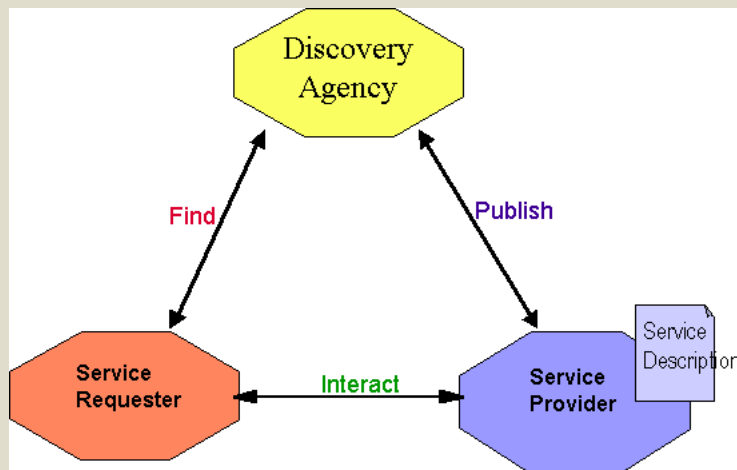 Discovery
Agency
Find
Publish
Service
Description
Service
Requester
Interact
Service
Provider